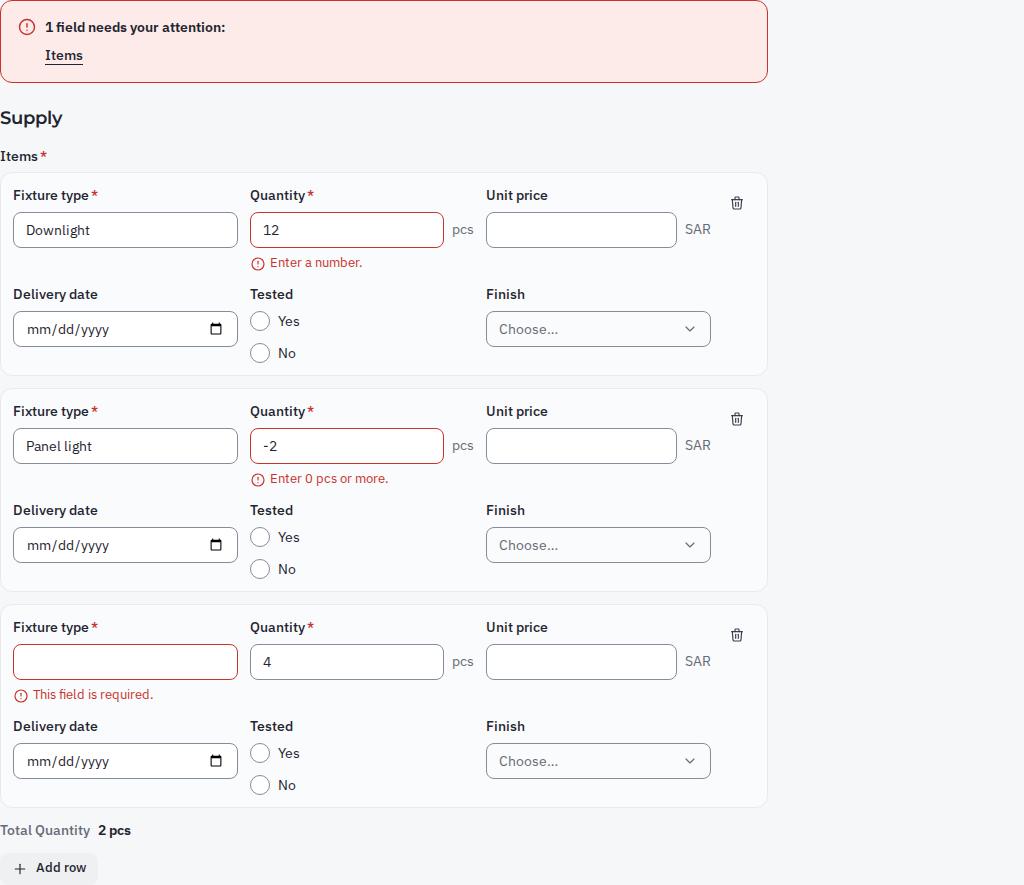 1 field needs your attention:
Items
Supply
Items *
Fixture type * Quantity * Unit price
Downlight 12 pcs SAR
Enter a number.
Delivery date Tested Finish
mm/dd/yyyy Yes Choose...
No
Fixture type * Quantity * Unit price
Panel light -2 pcs SAR
Enter 0 pcs or more.
Delivery date Tested Finish
mm/dd/yyyy Yes Choose...
No
Fixture type * Quantity * Unit price
4 pcs SAR
This field is required.
Delivery date Tested Finish
mm/dd/yyyy Yes Choose...
No
Total Quantity 2 pcs
Add row